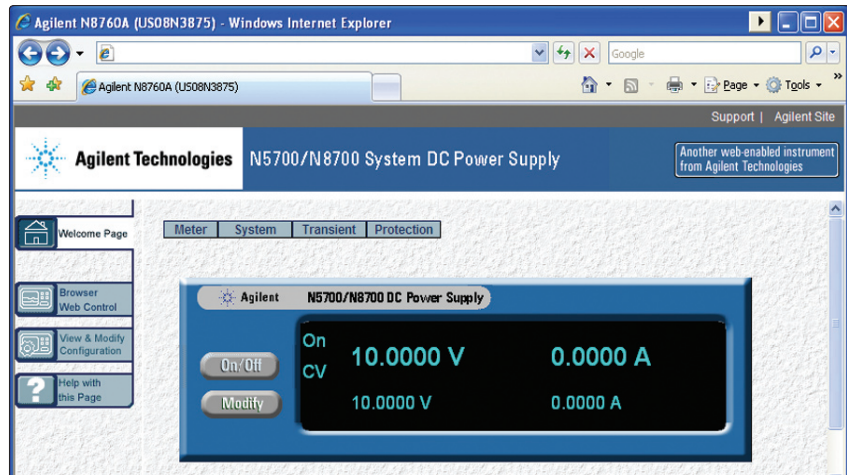 Agilent N8760A (US08N3875) - Windows Internet Explorer
Google
Agilent N8760A (US08N3875)
Page
Tools
»
Support | Agilent Site
Agilent Technologies
N5700/N8700 System DC Power Supply
Another web-enabled instrument
from Agilent Technologies
Welcome Page
Meter System Transient Protection
Browser
Web Control
View & Modify
Configuration
Help with
this Page
Agilent N5700/N8700 DC Power Supply
On/Off
Modify
On
CV
10.0000 V 0.0000 A
10.0000 V 0.0000 A